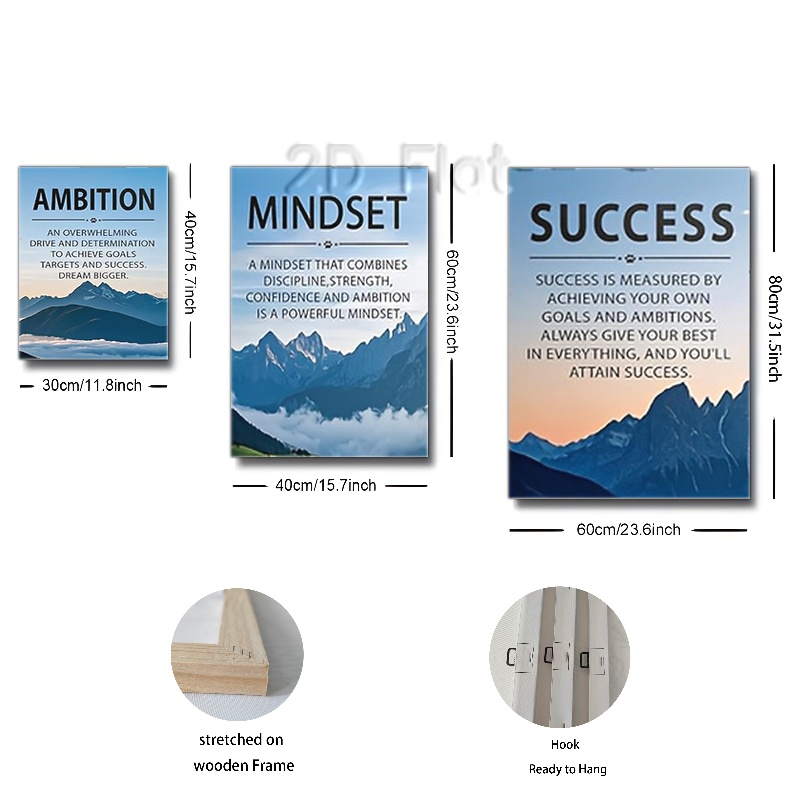 2D Flat
AMBITION
AN OVERWHELMING
DRIVE AND DETERMINATION
TO ACHIEVE GOALS
TARGETS AND SUCCESS.
DREAM BIGGER.
40cm/15.7inch
30cm/11.8inch
MINDSET
A MINDSET THAT COMBINES
DISCIPLINE,STRENGTH,
CONFIDENCE AND AMBITION
IS A POWERFUL MINDSET.
60cm/23.6inch
40cm/15.7inch
SUCCESS
SUCCESS IS MEASURED BY
ACHIEVING YOUR OWN
GOALS AND AMBITIONS.
ALWAYS GIVE YOUR BEST
IN EVERYTHING, AND YOU'LL
ATTAIN SUCCESS.
80cm/31.5inch
60cm/23.6inch
stretched on
wooden Frame
Hook
Ready to Hang